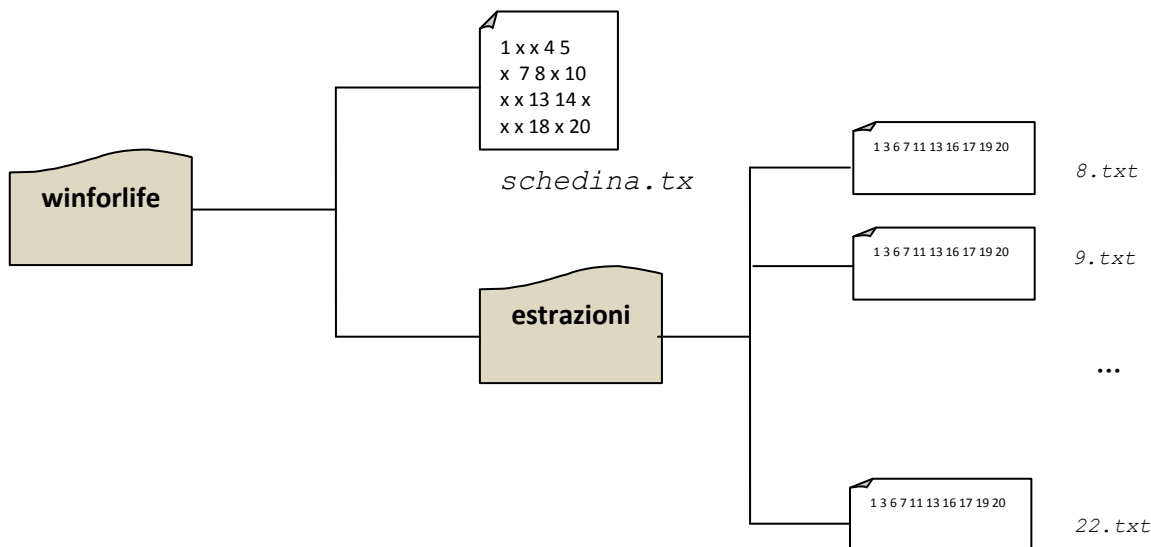 1 x x 4 5
x 7 8 x 10
x x 13 14 x
x x 18 x 20
schedina.tx
winforlife
estrazioni
1 3 6 7 11 13 16 17 19 20
8.txt
1 3 6 7 11 13 16 17 19 20
9.txt
...
1 3 6 7 11 13 16 17 19 20
22.txt